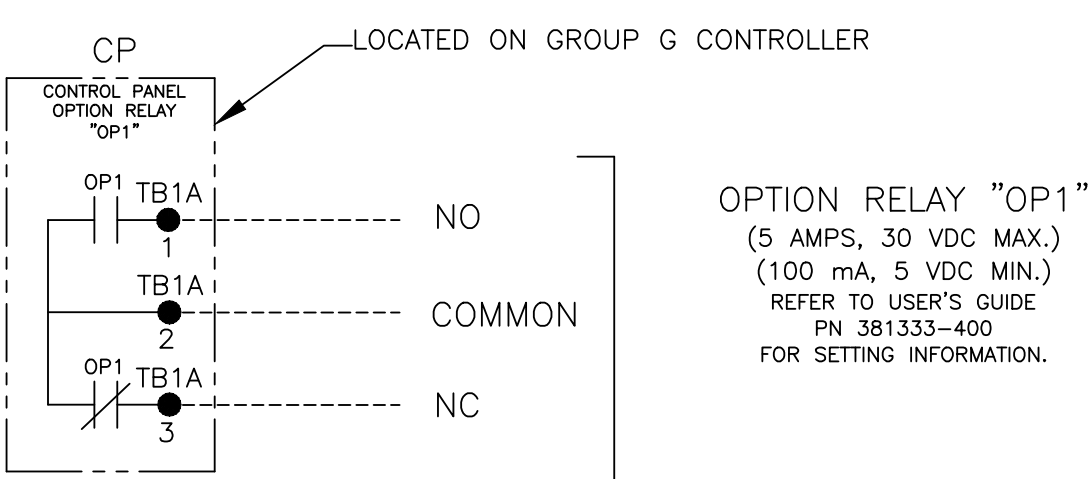 CP
LOCATED ON GROUP G CONTROLLER
CONTROL PANEL
OPTION RELAY
"OP1"
OP1 TB1A
1
NO
TB1A
2
COMMON
OP1 TB1A
3
NC
OPTION RELAY "OP1"
(5 AMPS, 30 VDC MAX.)
(100 mA, 5 VDC MIN.)
REFER TO USER'S GUIDE
PN 381333-400
FOR SETTING INFORMATION.